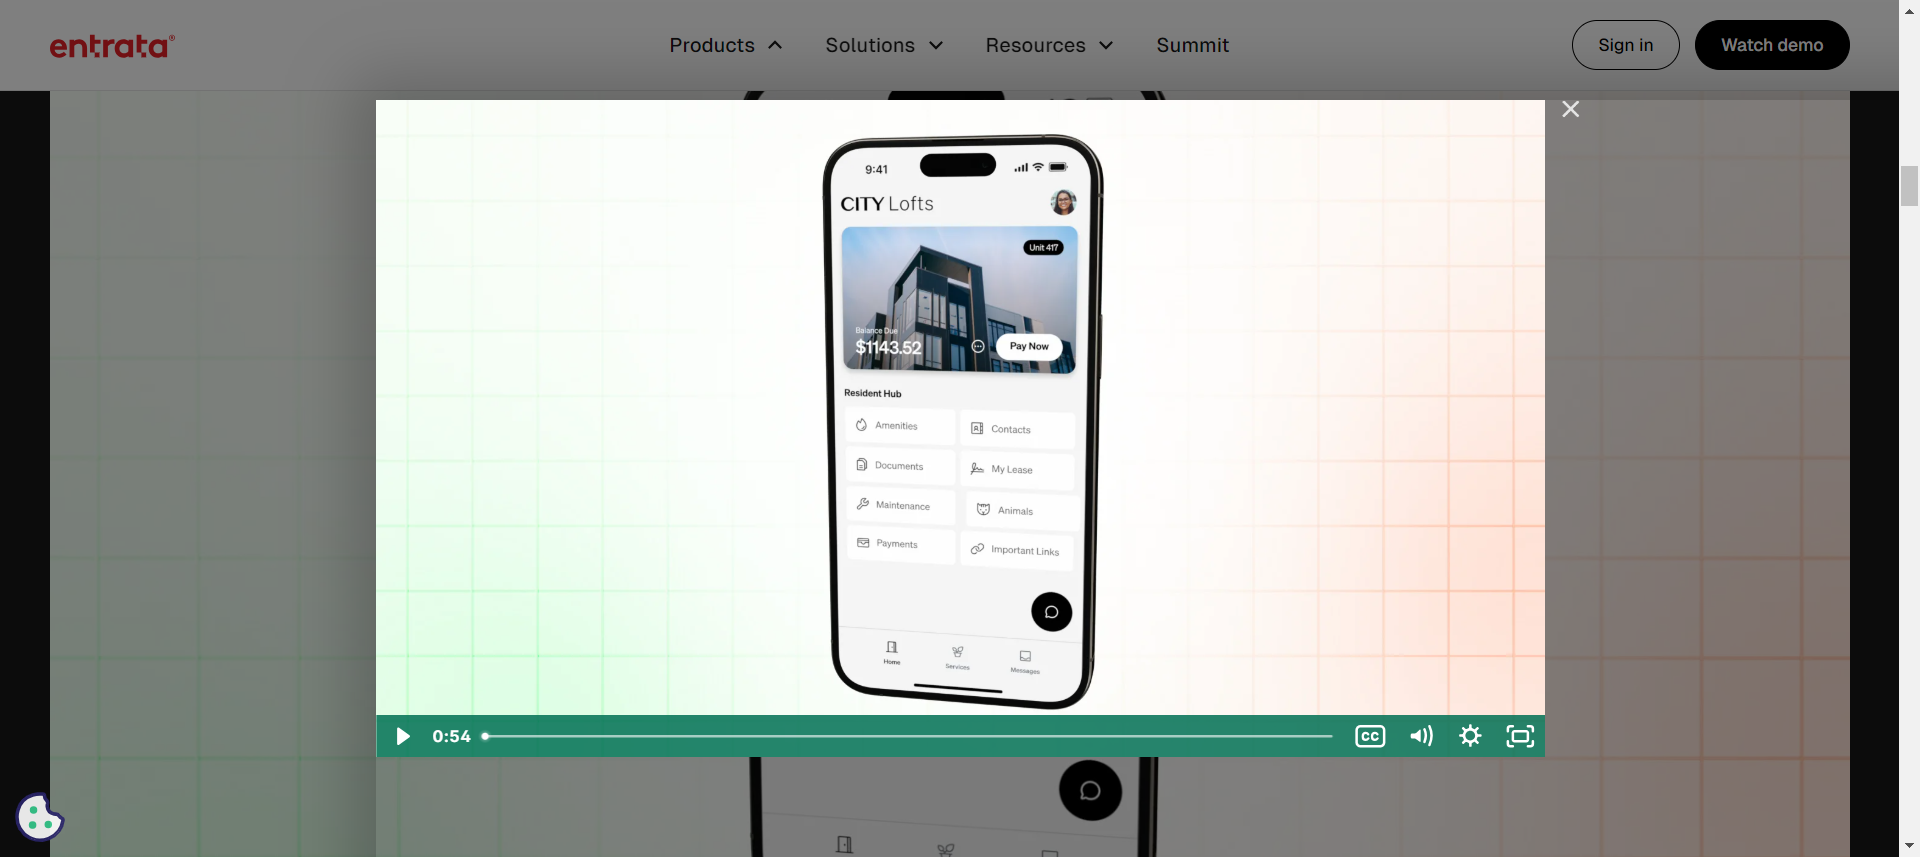 entrata®
Products
Solutions
Resources
Summit
Sign in
Watch demo
9:41
CITY Lofts
Unit 417
Balance Due
$1143.52
Pay Now
Resident Hub
Amenities
Contacts
Documents
My Lease
Maintenance
Animals
Payments
Important Links
Home
Services
Messages
0:54
CC